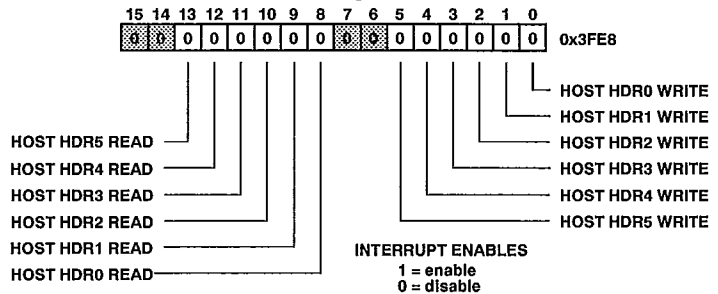 15 14 13 12 11 10 9 8 7 6 5 4 3 2 1 0
0 0 0 0 0 0 0 0 0 0 0 0 0 0 0 0 0x3FE8
HOST HDR0 WRITE
HOST HDR1 WRITE
HOST HDR5 READ HOST HDR2 WRITE
HOST HDR4 READ HOST HDR3 WRITE
HOST HDR3 READ HOST HDR4 WRITE
HOST HDR2 READ HOST HDR5 WRITE
HOST HDR1 READ INTERRUPT ENABLES
HOST HDR0 READ 1 = enable
0 = disable